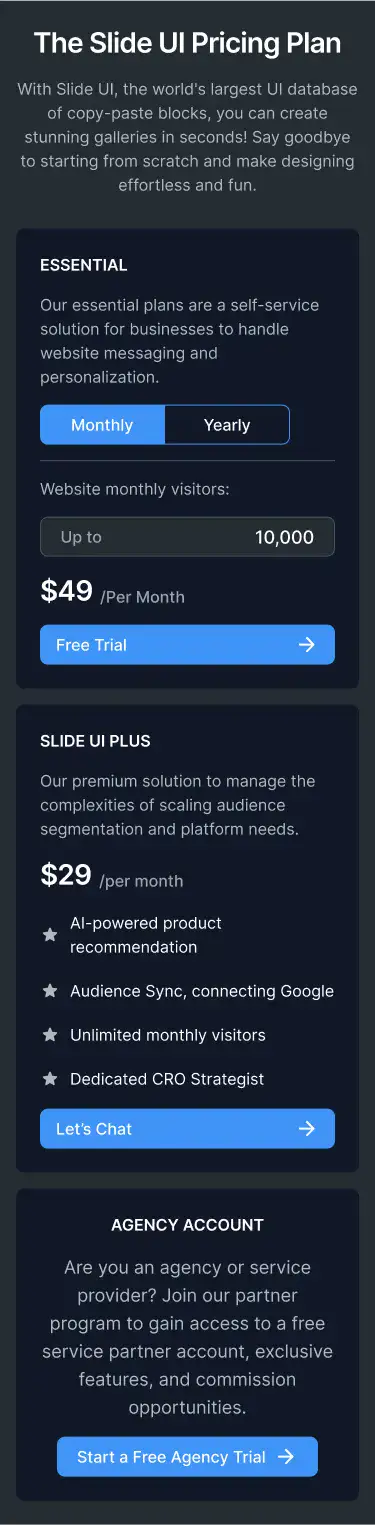 The Slide UI Pricing Plan
With Slide UI, the world's largest UI database
of copy-paste blocks, you can create
stunning galleries in seconds! Say goodbye
to starting from scratch and make designing
effortless and fun.
ESSENTIAL
Our essential plans are a self-service
solution for businesses to handle
website messaging and
personalization.
Monthly Yearly
Website monthly visitors:
Up to 10,000
$49 /Per Month
Free Trial
SLIDE UI PLUS
Our premium solution to manage the
complexities of scaling audience
segmentation and platform needs.
$29 /per month
AI-powered product
recommendation
Audience Sync, connecting Google
Unlimited monthly visitors
Dedicated CRO Strategist
Let's Chat
AGENCY ACCOUNT
Are you an agency or service
provider? Join our partner
program to gain access to a free
service partner account, exclusive
features, and commission
opportunities.
Start a Free Agency Trial